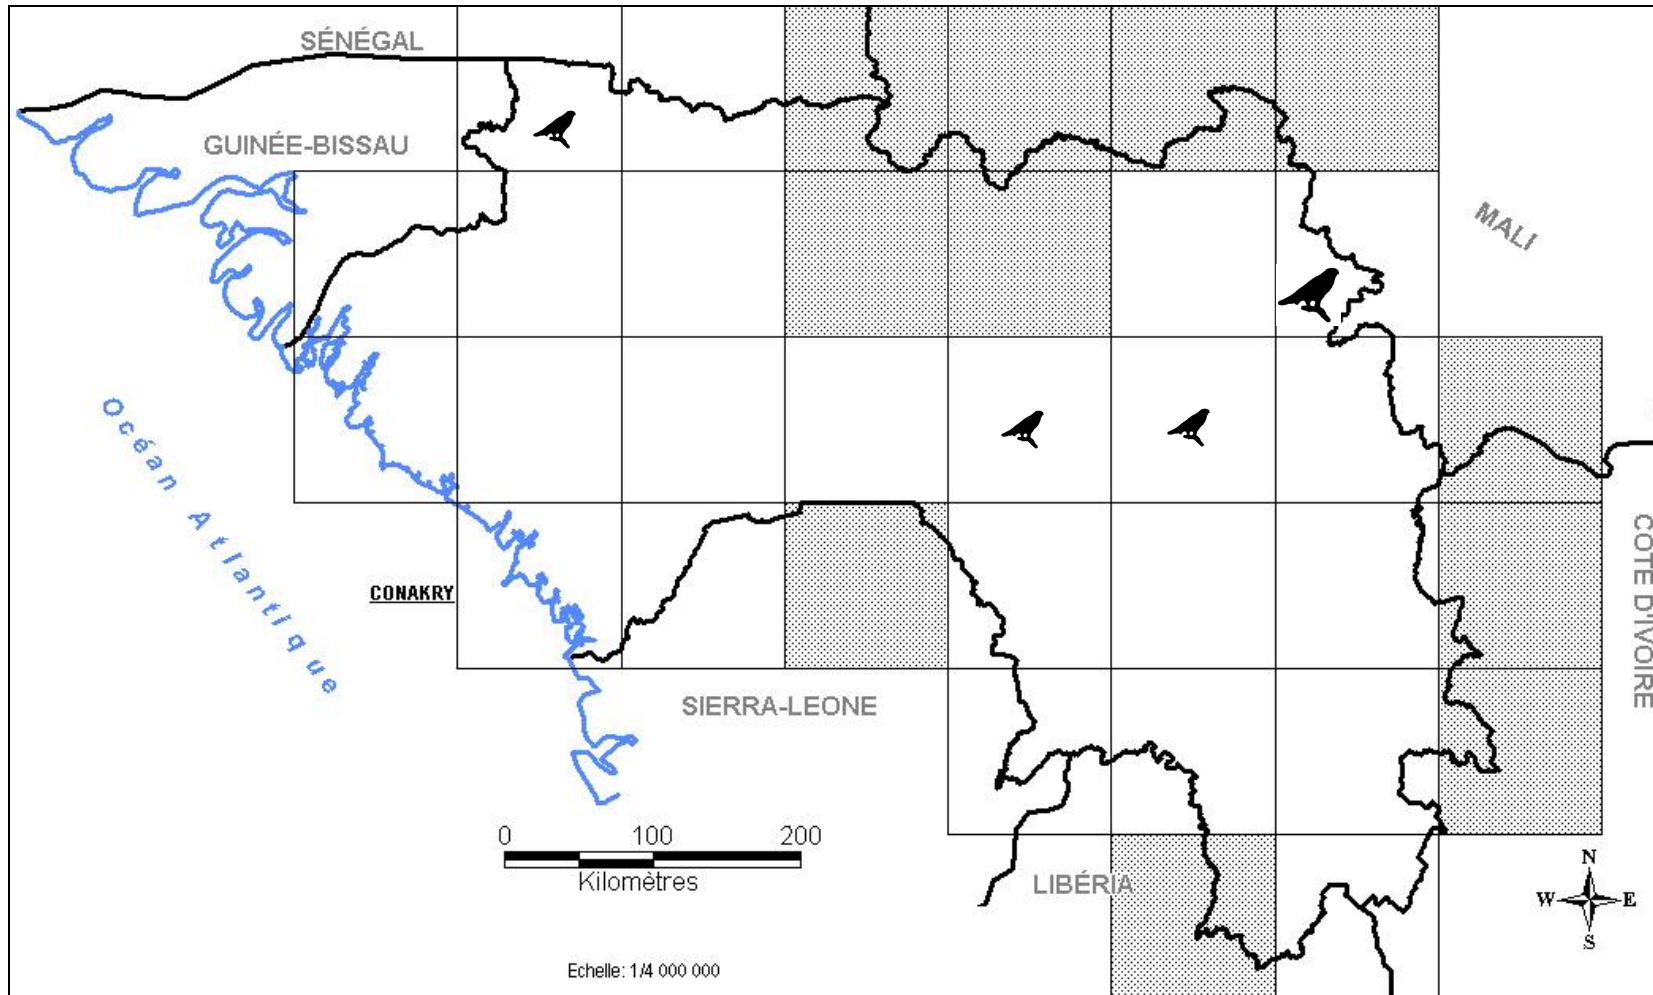 SÉNÉGAL
GUINÉE-BISSAU
MALI
Océan Atlantique
CONAKRY
COTE D'IVOIRE
SIERRA-LEONE
0 100 200
Kilomètres
LIBÉRIA
N
W E
S
Echelle: 1/4 000 000